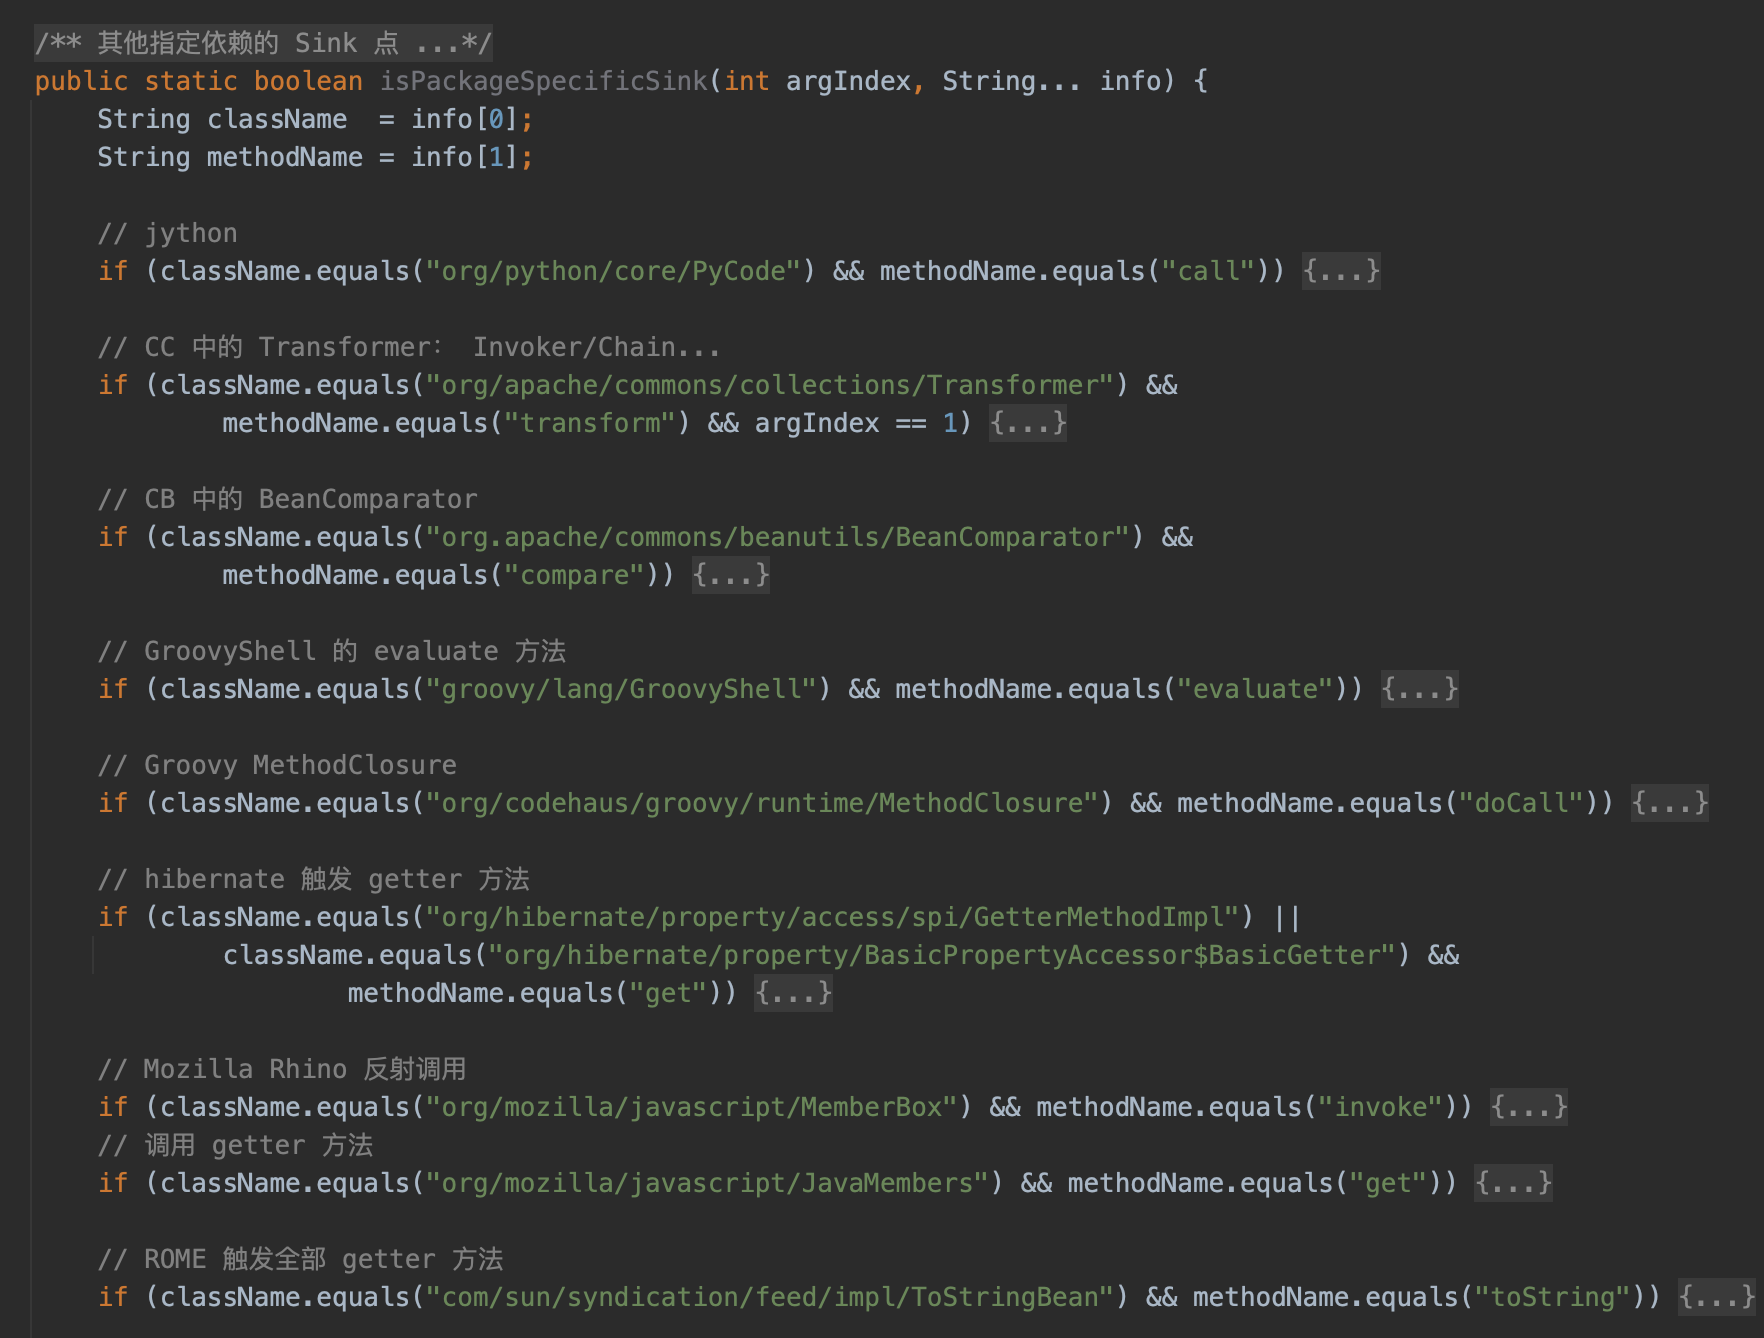 /** 其他指定依赖的 Sink 点 ...*/
public static boolean isPackageSpecificSink(int argIndex, String... info) {
    String className  = info[0];
    String methodName = info[1];

    // jython
    if (className.equals("org/python/core/PyCode") && methodName.equals("call")) {...}

    // CC 中的 Transformer： Invoker/Chain...
    if (className.equals("org/apache/commons/collections/Transformer") &&
            methodName.equals("transform") && argIndex == 1) {...}

    // CB 中的 BeanComparator
    if (className.equals("org.apache/commons/beanutils/BeanComparator") &&
            methodName.equals("compare")) {...}

    // GroovyShell 的 evaluate 方法
    if (className.equals("groovy/lang/GroovyShell") && methodName.equals("evaluate")) {...}

    // Groovy MethodClosure
    if (className.equals("org/codehaus/groovy/runtime/MethodClosure") && methodName.equals("doCall")) {...}

    // hibernate 触发 getter 方法
    if (className.equals("org/hibernate/property/access/spi/GetterMethodImpl") ||
            className.equals("org/hibernate/property/BasicPropertyAccessor$BasicGetter") &&
                    methodName.equals("get")) {...}

    // Mozilla Rhino 反射调用
    if (className.equals("org/mozilla/javascript/MemberBox") && methodName.equals("invoke")) {...}
    // 调用 getter 方法
    if (className.equals("org/mozilla/javascript/JavaMembers") && methodName.equals("get")) {...}

    // ROME 触发全部 getter 方法
    if (className.equals("com/sun/syndication/feed/impl/ToStringBean") && methodName.equals("toString")) {...}